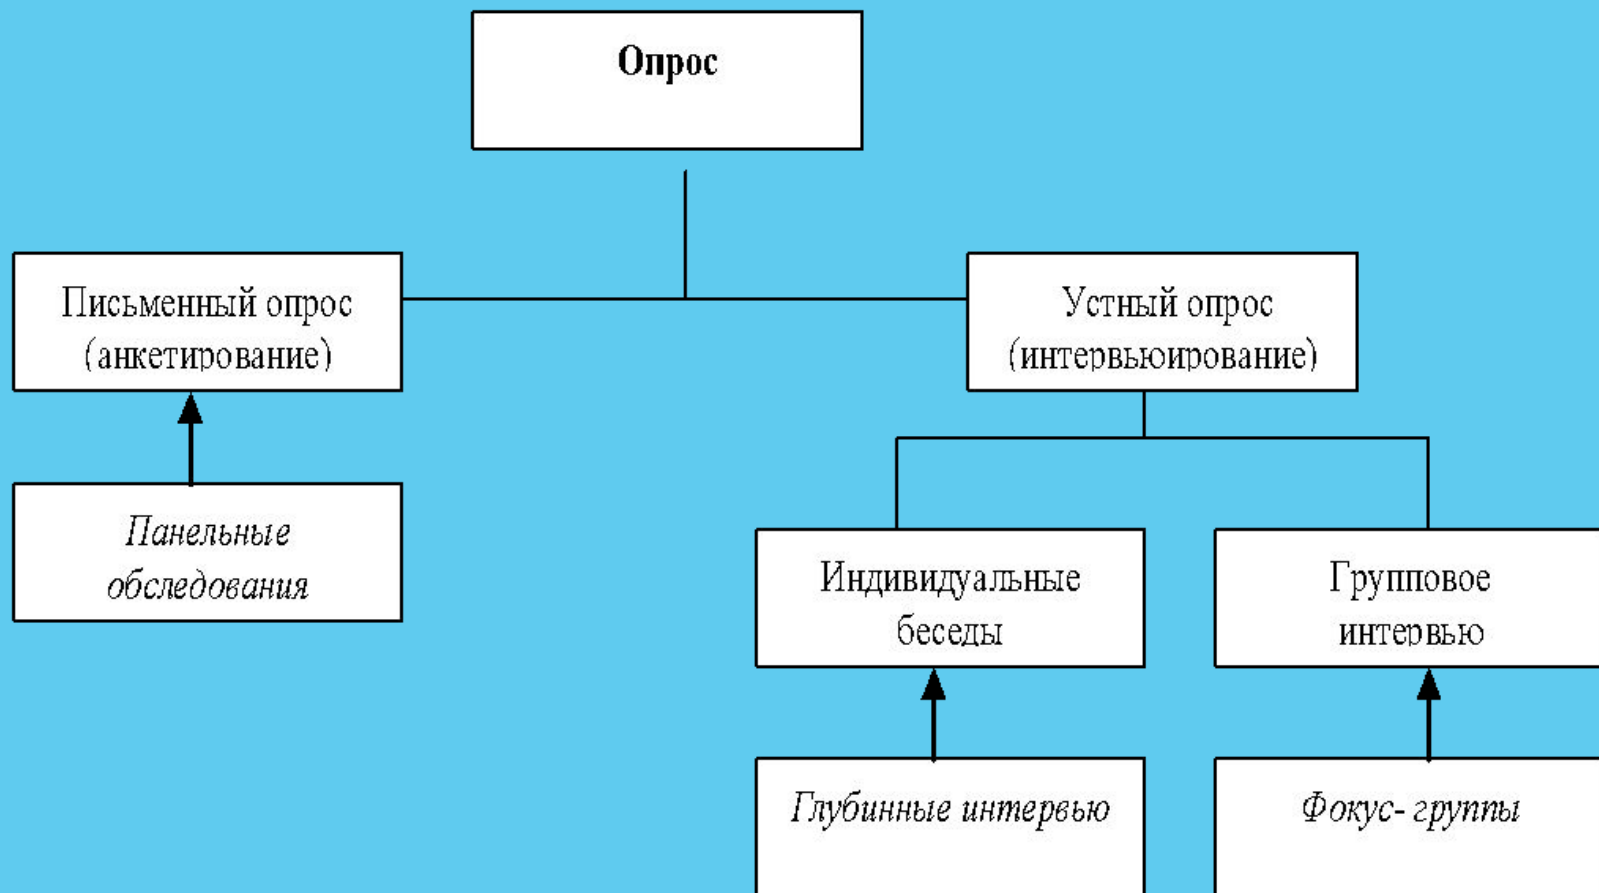 Опрос
Письменный опрос
(анкетирование)
Устный опрос
(интервьюирование)
Панельные
обследования
Индивидуальные
беседы
Групповое
интервью
Глубинные интервью
Фокус- группы